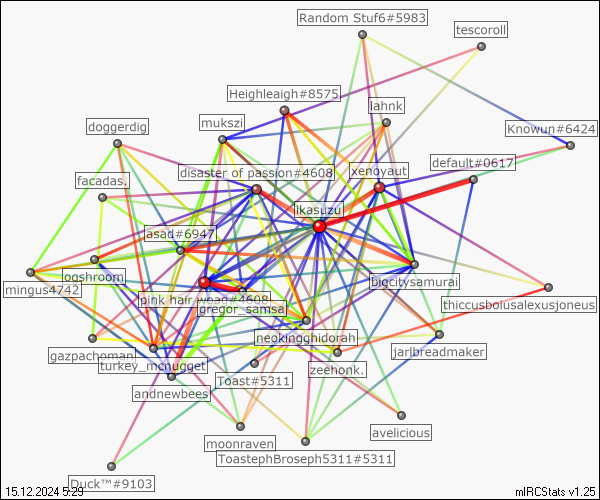 Random Stuf6#5983
tescoroll
Heighleaigh#8575
lahnk
doggerdig
mukszi
Knowun#6424
default#0617
disaster of passion#4608
xenoyaut
facadas.
ikasuzu
asad#6947
oqshroom
bigcitysamurai
mingus4742
pink hair weag#4608
gregor_samsa
thiccusbolusalexusjoneus
neokingghidorah
gazpachoman
turkey_mcnugget
zeehonk.
jarlbreadmaker
Toast#5311
andnewbees
avelicious
moonraven
ToastephBroseph5311#5311
Duck™#9103
15.12.2024 5:29
mIRCStats v1.25